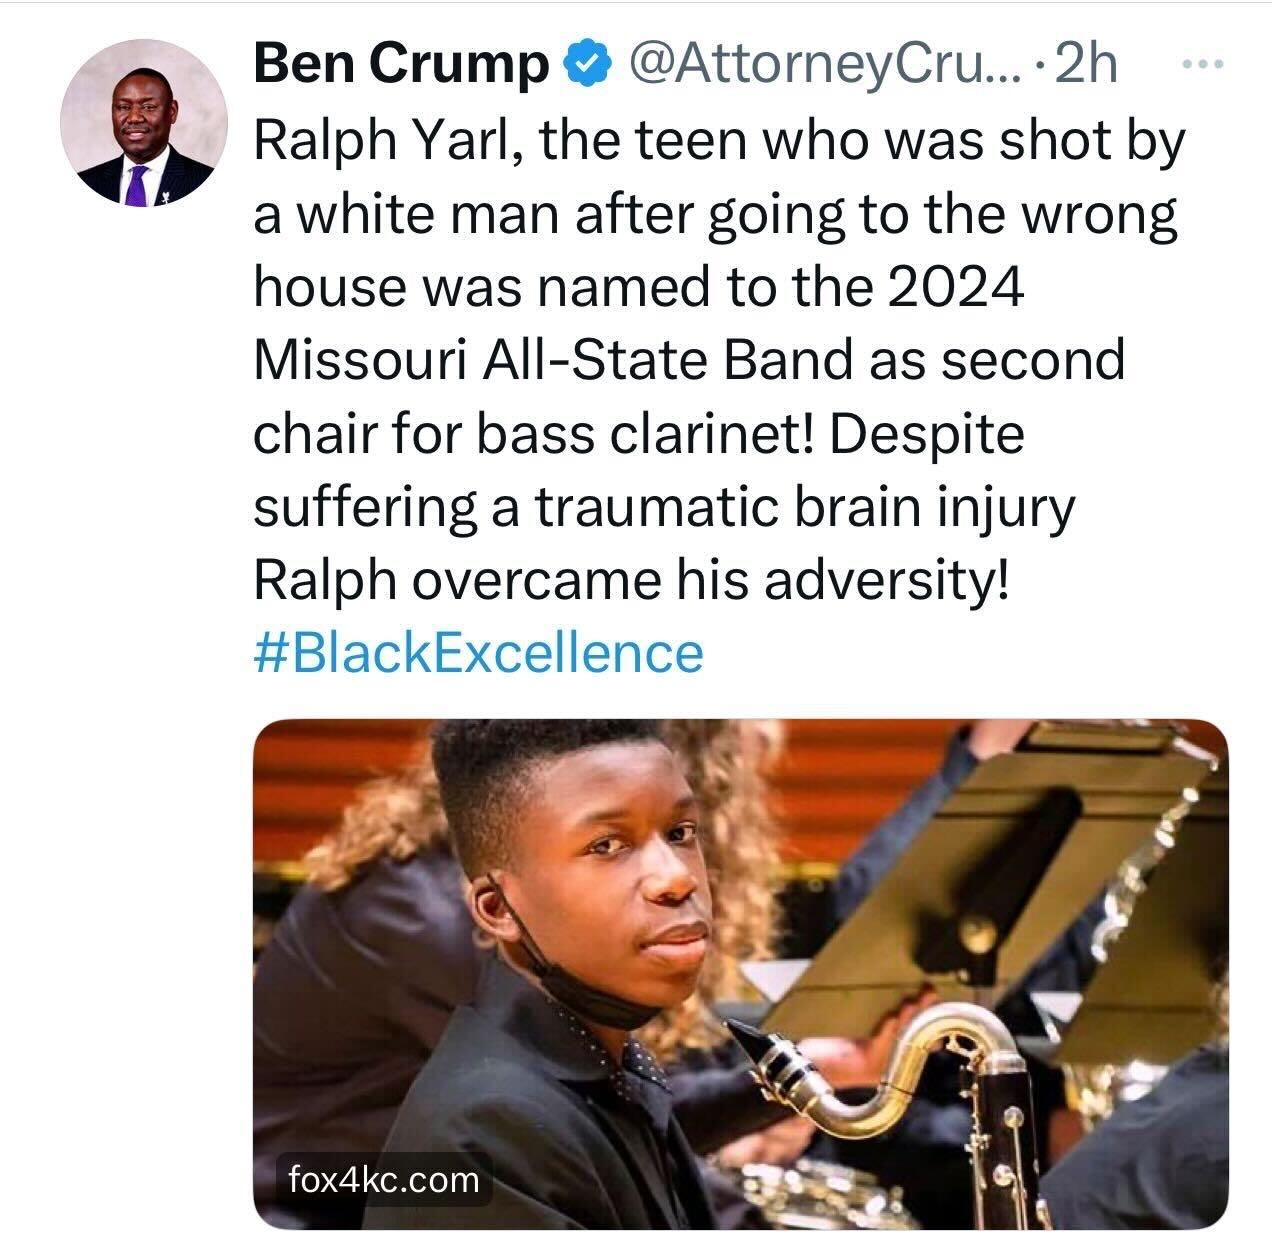 Ben Crump @AttorneyCru... · 2h ...
Ralph Yarl, the teen who was shot by
a white man after going to the wrong
house was named to the 2024
Missouri All-State Band as second
chair for bass clarinet! Despite
suffering a traumatic brain injury
Ralph overcame his adversity!
#BlackExcellence
fox4kc.com